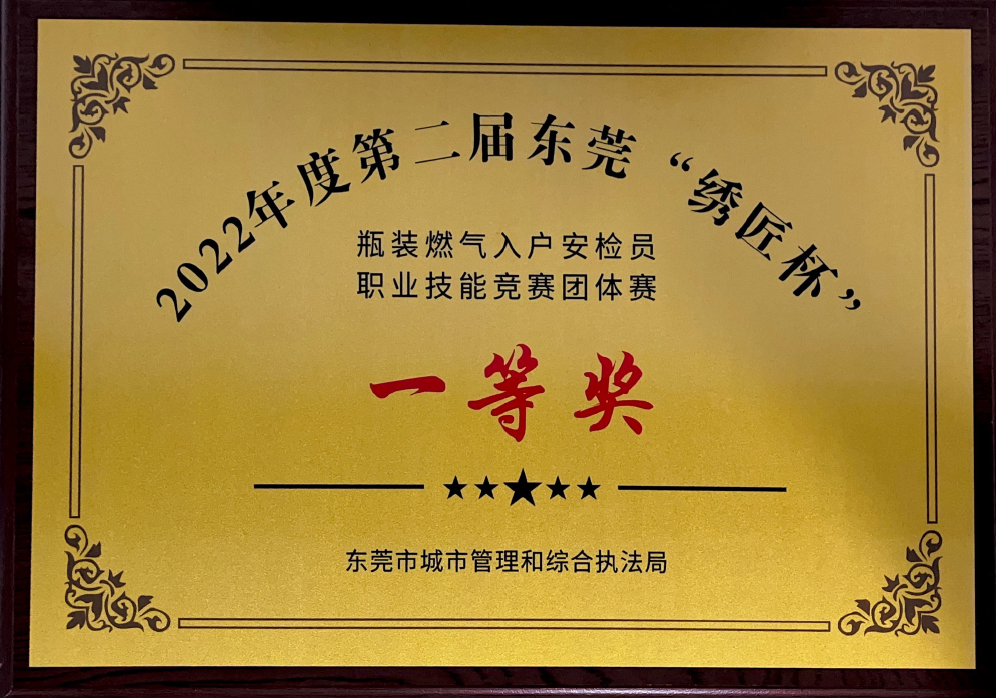 2022年度第二届东莞“绣匠杯”
瓶装燃气入户安检员
职业技能竞赛团体赛
一等奖
东莞市城市管理和综合执法局